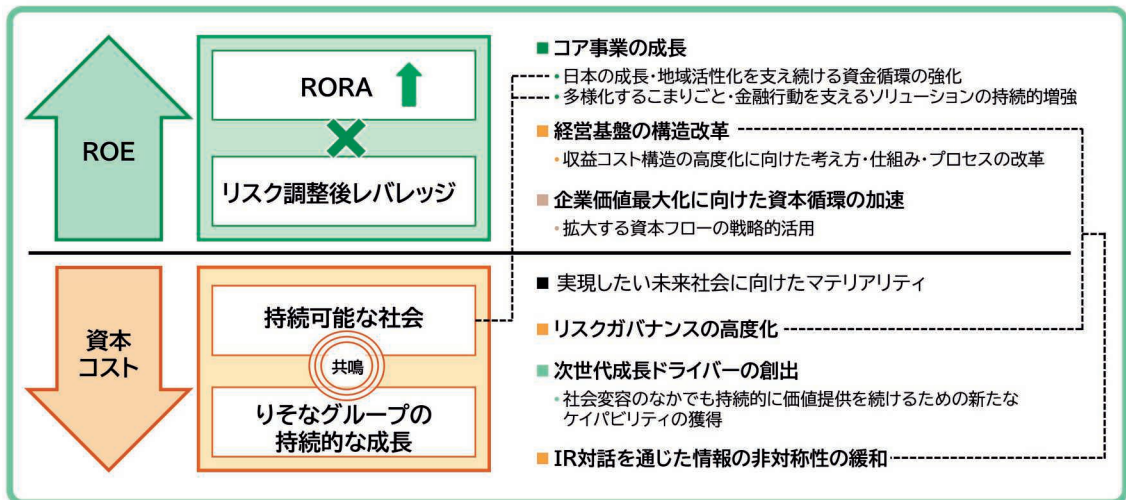 ROE
RORA
リスク調整後レバレッジ
■ コア事業の成長
・日本の成長・地域活性化を支え続ける資金循環の強化
・多様化するこまりごと・金融行動を支えるソリューションの持続的増強
■ 経営基盤の構造改革
・収益コスト構造の高度化に向けた考え方・仕組み・プロセスの改革
■ 企業価値最大化に向けた資本循環の加速
・拡大する資本フローの戦略的活用
資本
コスト
持続可能な社会
共鳴
りそなグループの
持続的な成長
■ 実現したい未来社会に向けたマテリアリティ
■ リスクガバナンスの高度化
■ 次世代成長ドライバーの創出
・社会変容のなかでも持続的に価値提供を続けるための新たな
ケイパビリティの獲得
■ IR対話を通じた情報の非対称性の緩和